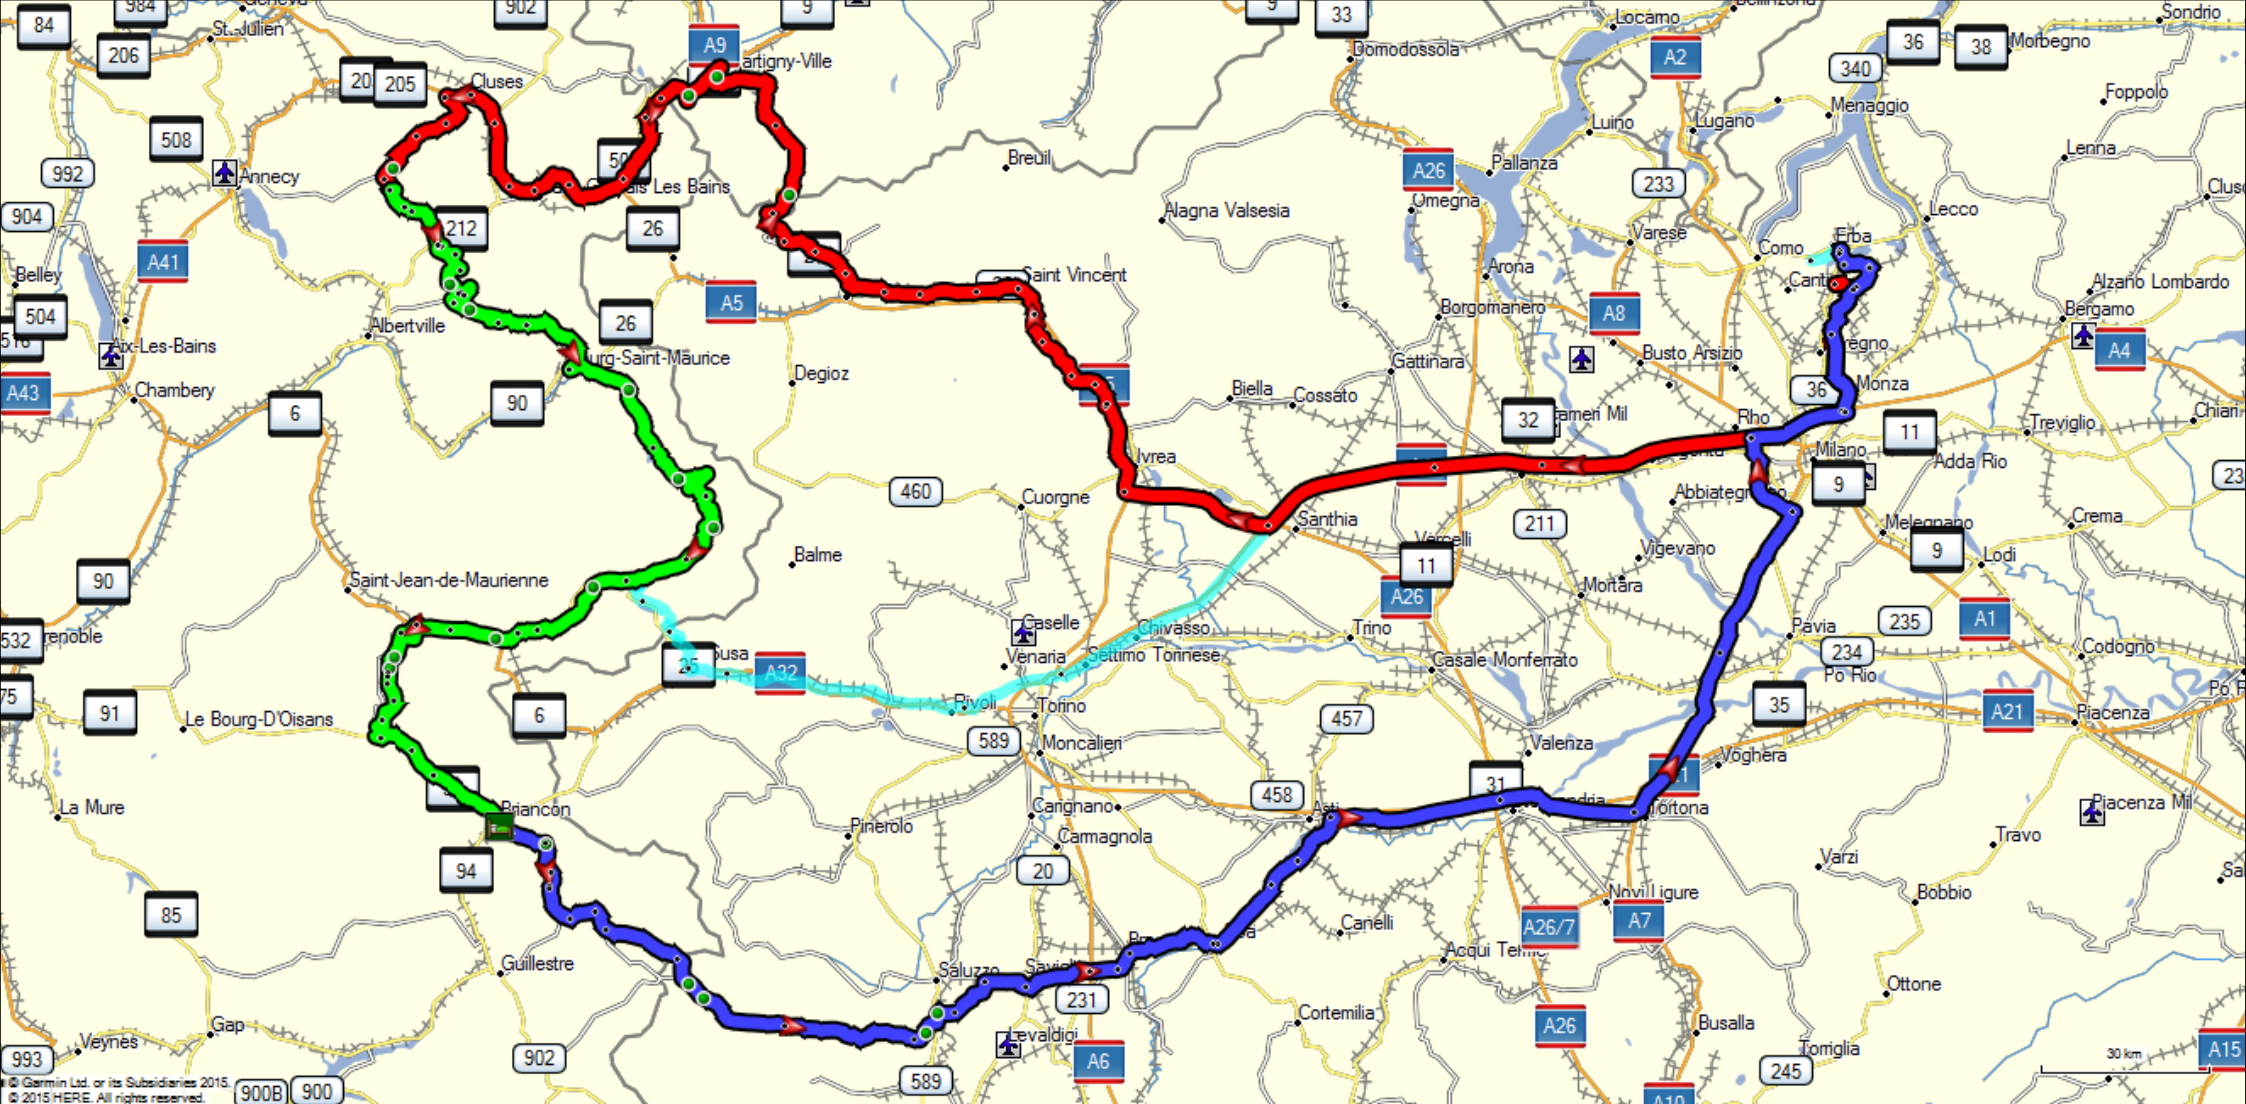 984
Geneva
902
9
9
33
Locarno
Bellinzona
Sondrio
84
St. Julien
A9
artigny-Ville
Domodossola
A2
36
38
Morbegno
206
205
Cluses
340
Foppolo
Menaggio
508
Luino
Lugano
Lenna
992
Annecy
Breuil
A26
Pallanza
233
is Les Bains
Omegna
904
212
26
Alagna Valsesia
Lecco
Varese
Como
Erba
A41
Belley
Saint Vincent
Arona
Alzano Lombardo
504
A5
Borgomanero
A8
Bergamo
26
Albertville
Aix-Les-Bains
regno
A4
urg-Saint-Maurice
Busto Arsizio
Gattinara
Degioz
Monza
A43
Chambery
Biella
36
90
Cossato
6
32
Rho
Chiari
11
Treviglio
Milano
Ivrea
Adda Rio
460
Cuorgne
9
Abbiategr
Santhia
211
Melegnano
Crema
Vercelli
Balme
Vigevano
9
Lodi
11
90
Saint-Jean-de-Maurienne
Mortara
A26
Caselle
Chivasso
Trino
Pavia
235
A1
532
Venaria
Settimo Torinese
234
Codogno
Susa
25
A32
Casale Monferrato
Po Rio
75
Rivoli
Torino
35
91
6
457
A21
Piacenza
Le Bourg-D'Oisans
589
Moncalieri
Valenza
Voghera
31
458
La Mure
Briancon
Carignano
Asti
Tortona
Piacenza Mil
Pinerolo
Carmagnola
Travo
94
20
Varzi
Novi Ligure
Bobbio
85
A26/7
A7
Canelli
Guillestre
Saluzzo
Acqui Terme
231
Ottone
Cortemilia
A26
Busalla
Gap
Levaldigi
Veynes
993
902
A6
Torriglia
A15
30 km
245
589
900B
900
A10
© Garmin Ltd. or its Subsidiaries 2015.
© 2015 HERE. All rights reserved.